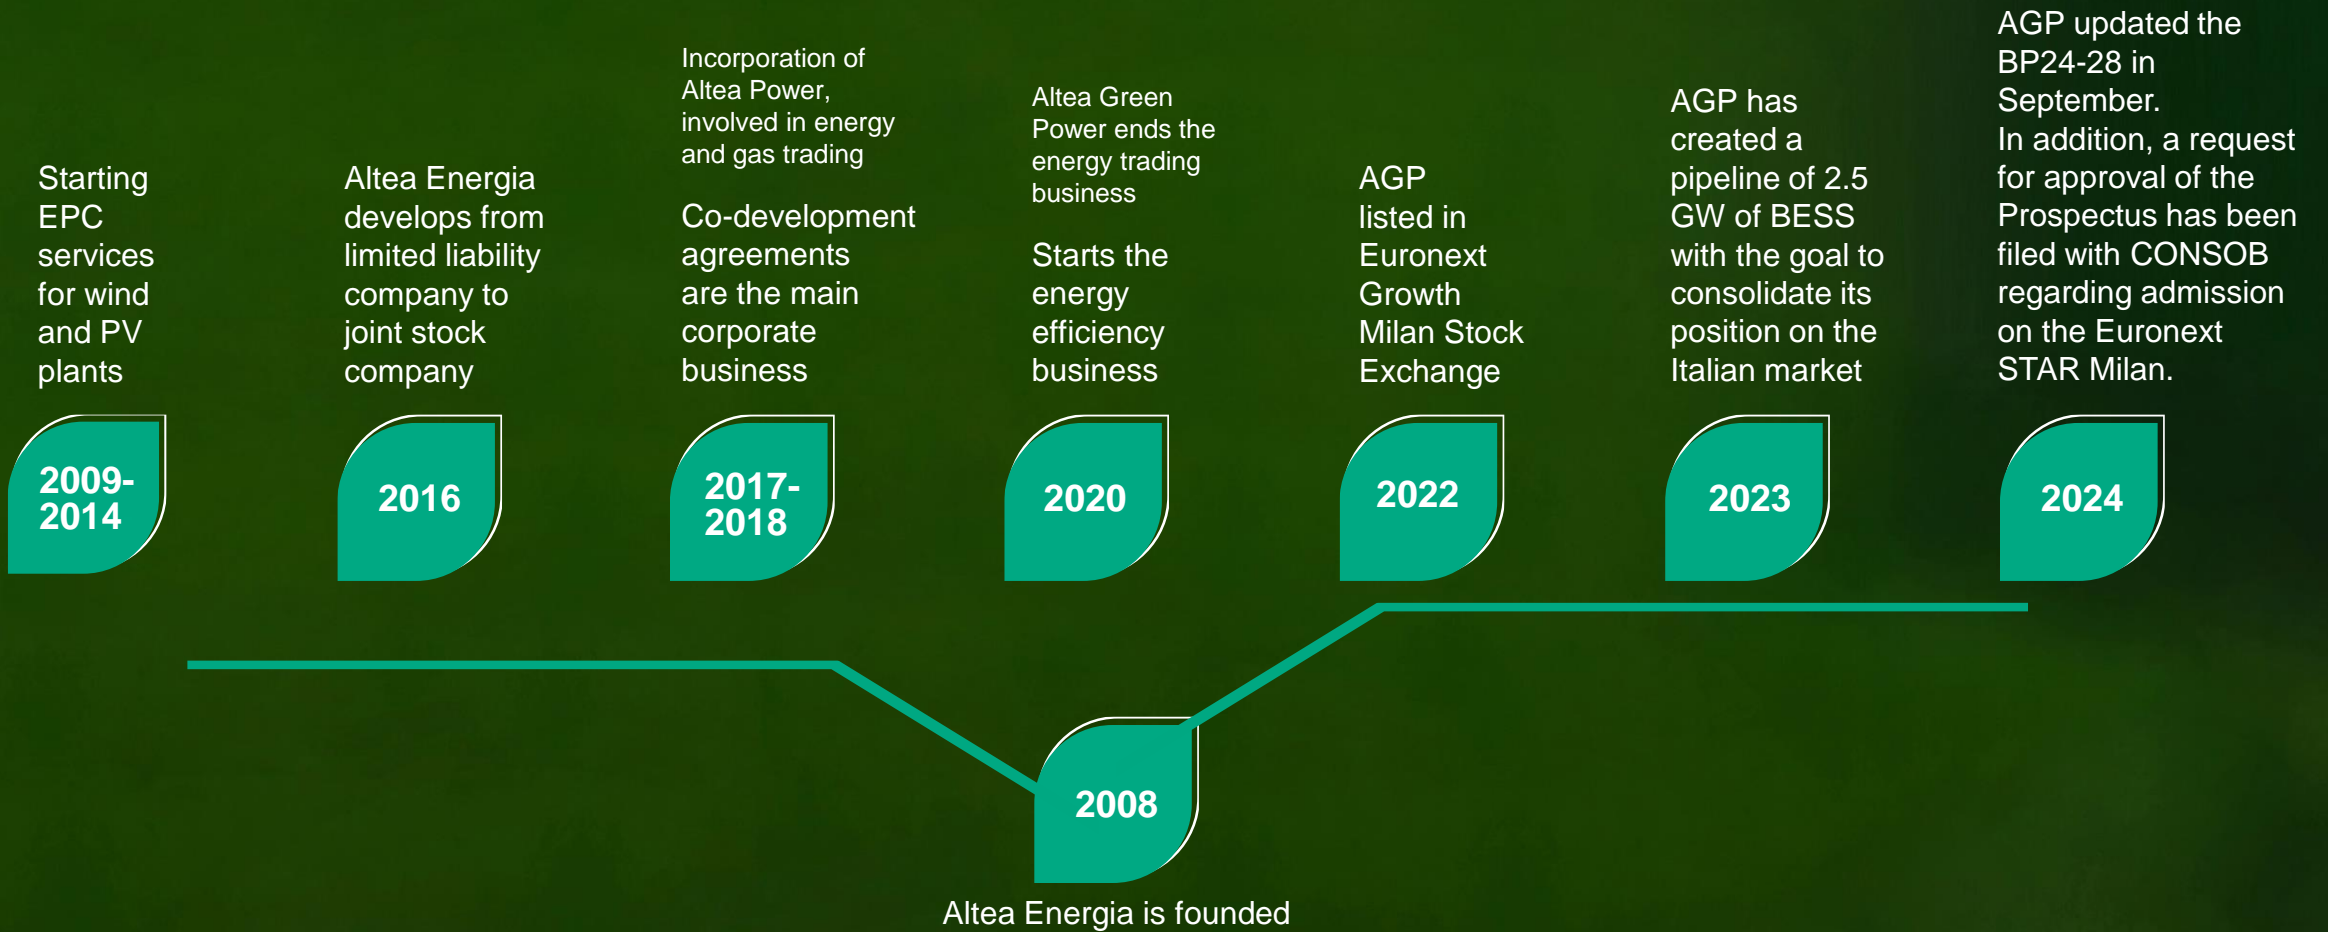 Starting
EPC
services
for wind
and PV
plants
2009-
2014
Altea Energia
develops from
limited liability
company to
joint stock
company
2016
Incorporation of
Altea Power,
involved in energy
and gas trading
Co-development
agreements
are the main
corporate
business
2017-
2018
Altea Green
Power ends the
energy trading
business
Starts the
energy
efficiency
business
2020
AGP
listed in
Euronext
Growth
Milan Stock
Exchange
2022
AGP has
created a
pipeline of 2.5
GW of BESS
with the goal to
consolidate its
position on the
Italian market
2023
AGP updated the
BP24-28 in
September.
In addition, a request
for approval of the
Prospectus has been
filed with CONSOB
regarding admission
on the Euronext
STAR Milan.
2024
2008
Altea Energia is founded